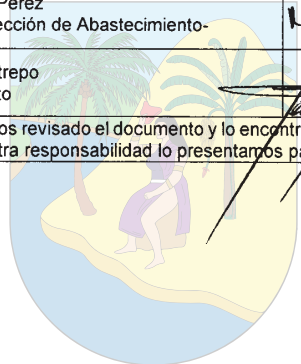 Pérez
ección de Abastecimiento-
trepo
to
os revisado el documento y lo encontr
tra responsabilidad lo presentamos pa